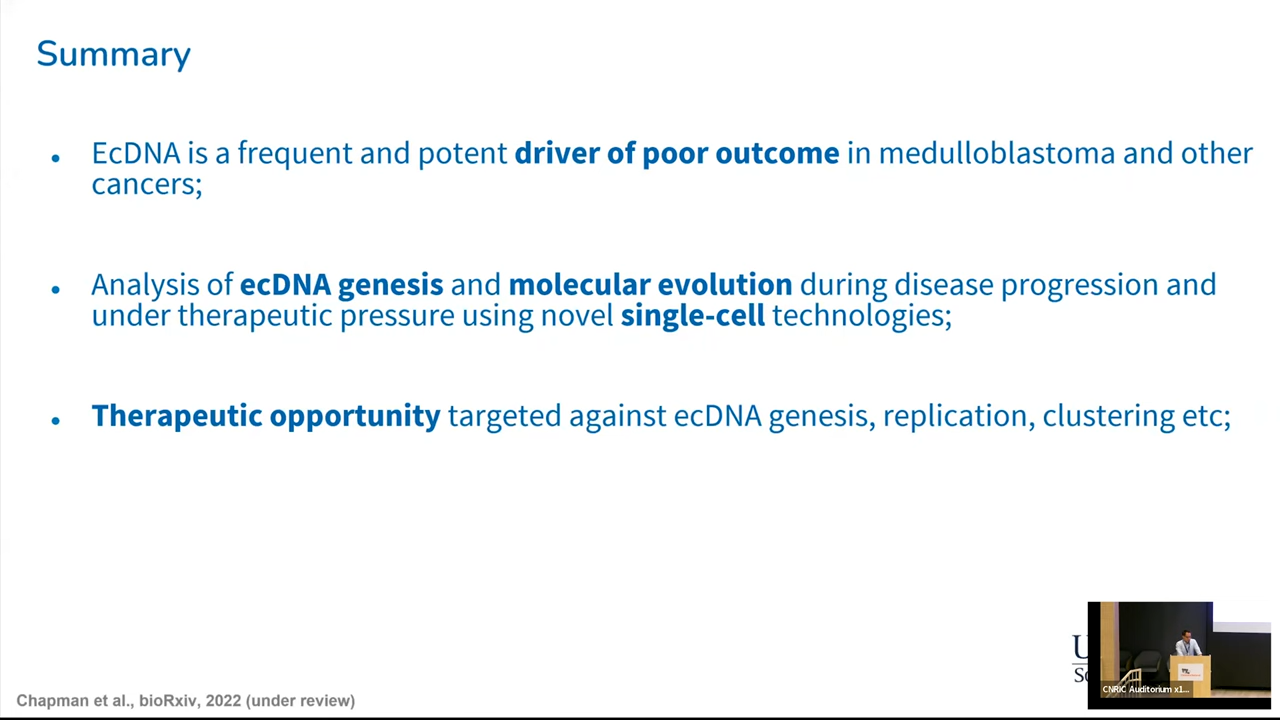 Summary
• EcDNA is a frequent and potent driver of poor outcome in medulloblastoma and other
cancers;
• Analysis of ecDNA genesis and molecular evolution during disease progression and
under therapeutic pressure using novel single-cell technologies;
• Therapeutic opportunity targeted against ecDNA genesis, replication, clustering etc;
Chapman et al., bioRxiv, 2022 (under review)
CNRIC Auditorium x1...